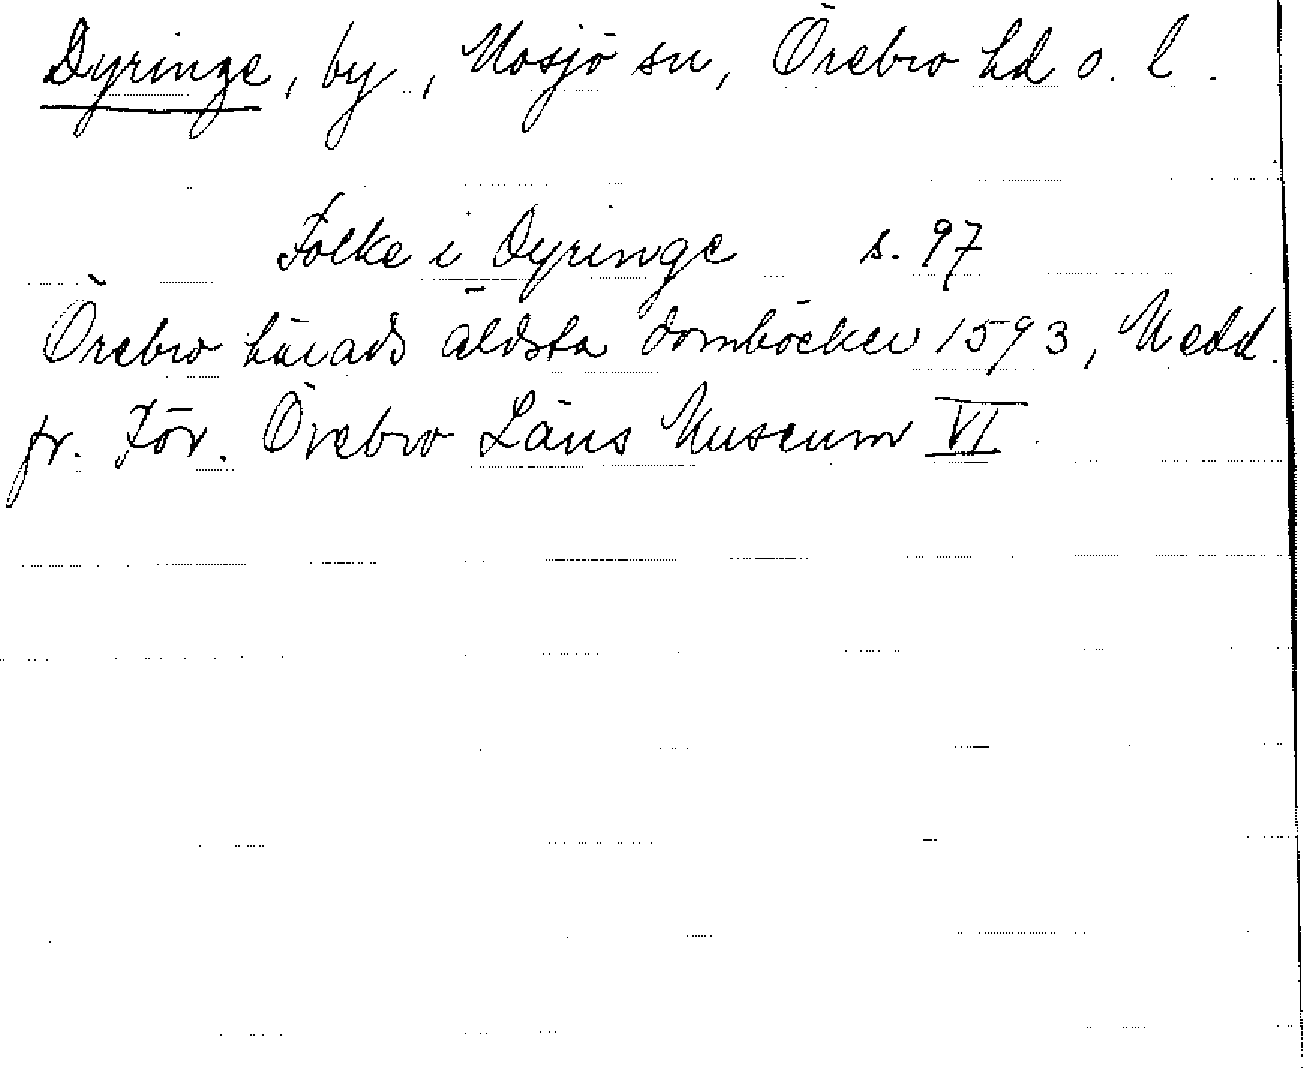 Dyringe, by, Mosjö sn, Örebro hd o. l.
Folke i Dyringe s. 97
Örebro härads äldsta domböcker 1593, Medd.
fr. För. Örebro Läns Museum VI